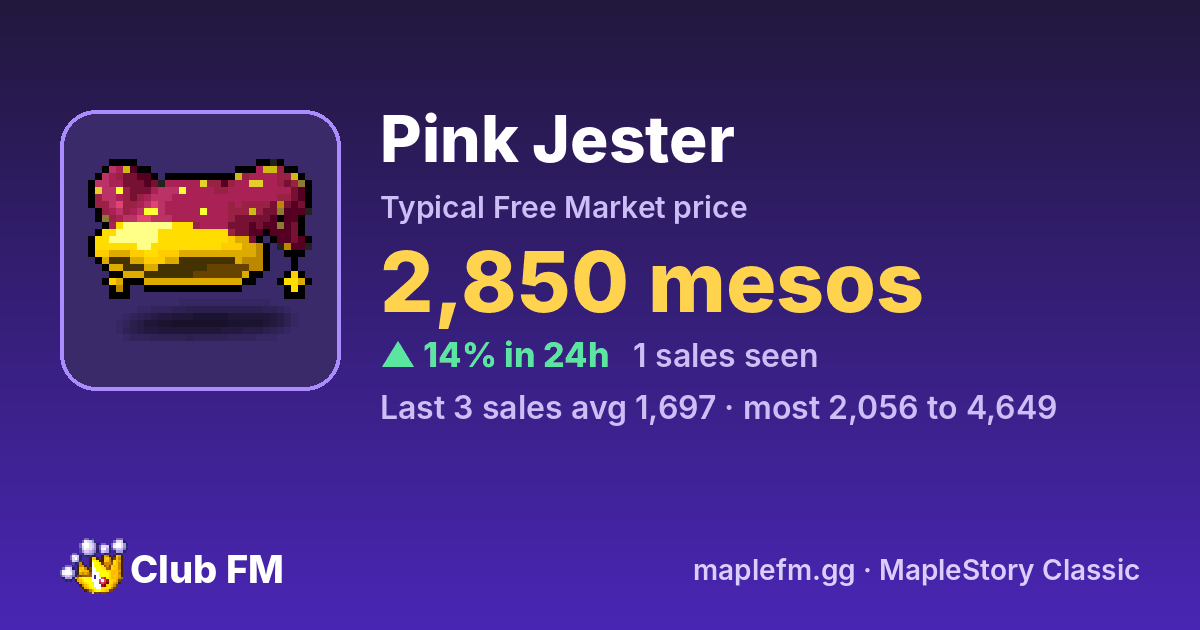 Pink Jester
Typical Free Market price
2,850 mesos
▲ 14% in 24h 1 sales seen
Last 3 sales avg 1,697 · most 2,056 to 4,649
Club FM
maplefm.gg · MapleStory Classic